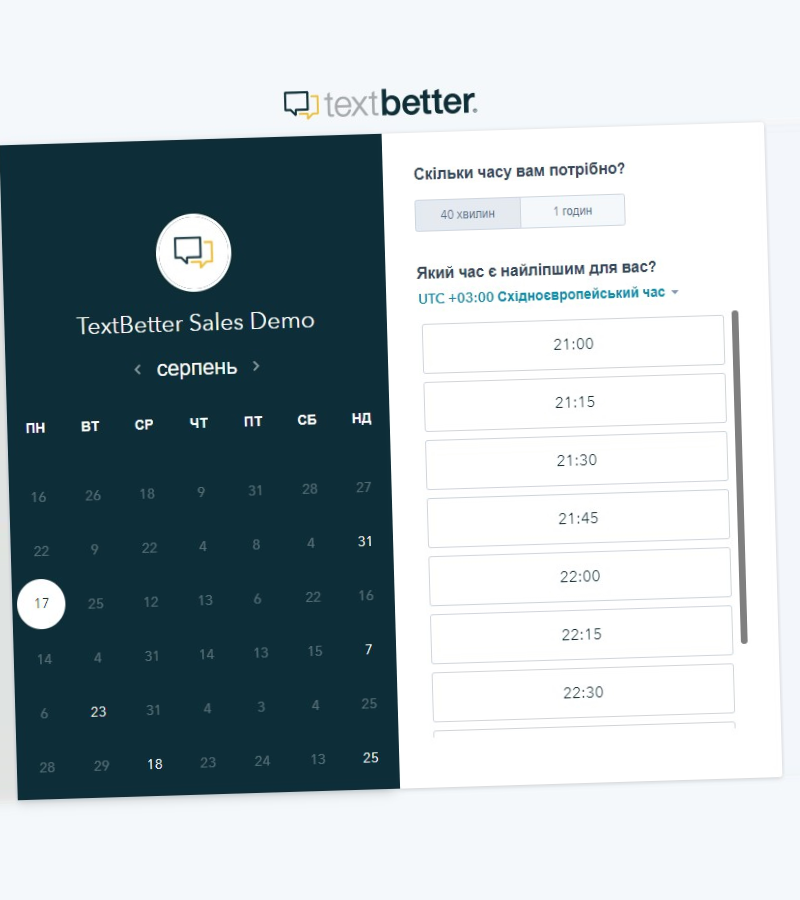 textbetter.
TextBetter Sales Demo
серпень
ПН ВТ СР ЧТ ПТ СБ НД
16 26 18 9 31 28 27
22 9 22 4 8 4 31
17 25 12 13 6 22 16
14 4 31 14 13 15 7
6 23 31 4 3 4 25
28 29 18 23 24 13 25
Скільки часу вам потрібно?
40 хвилин 1 годин
Який час є найліпшим для вас?
UTC +03:00 Східноєвропейський час
21:00
21:15
21:30
21:45
22:00
22:15
22:30